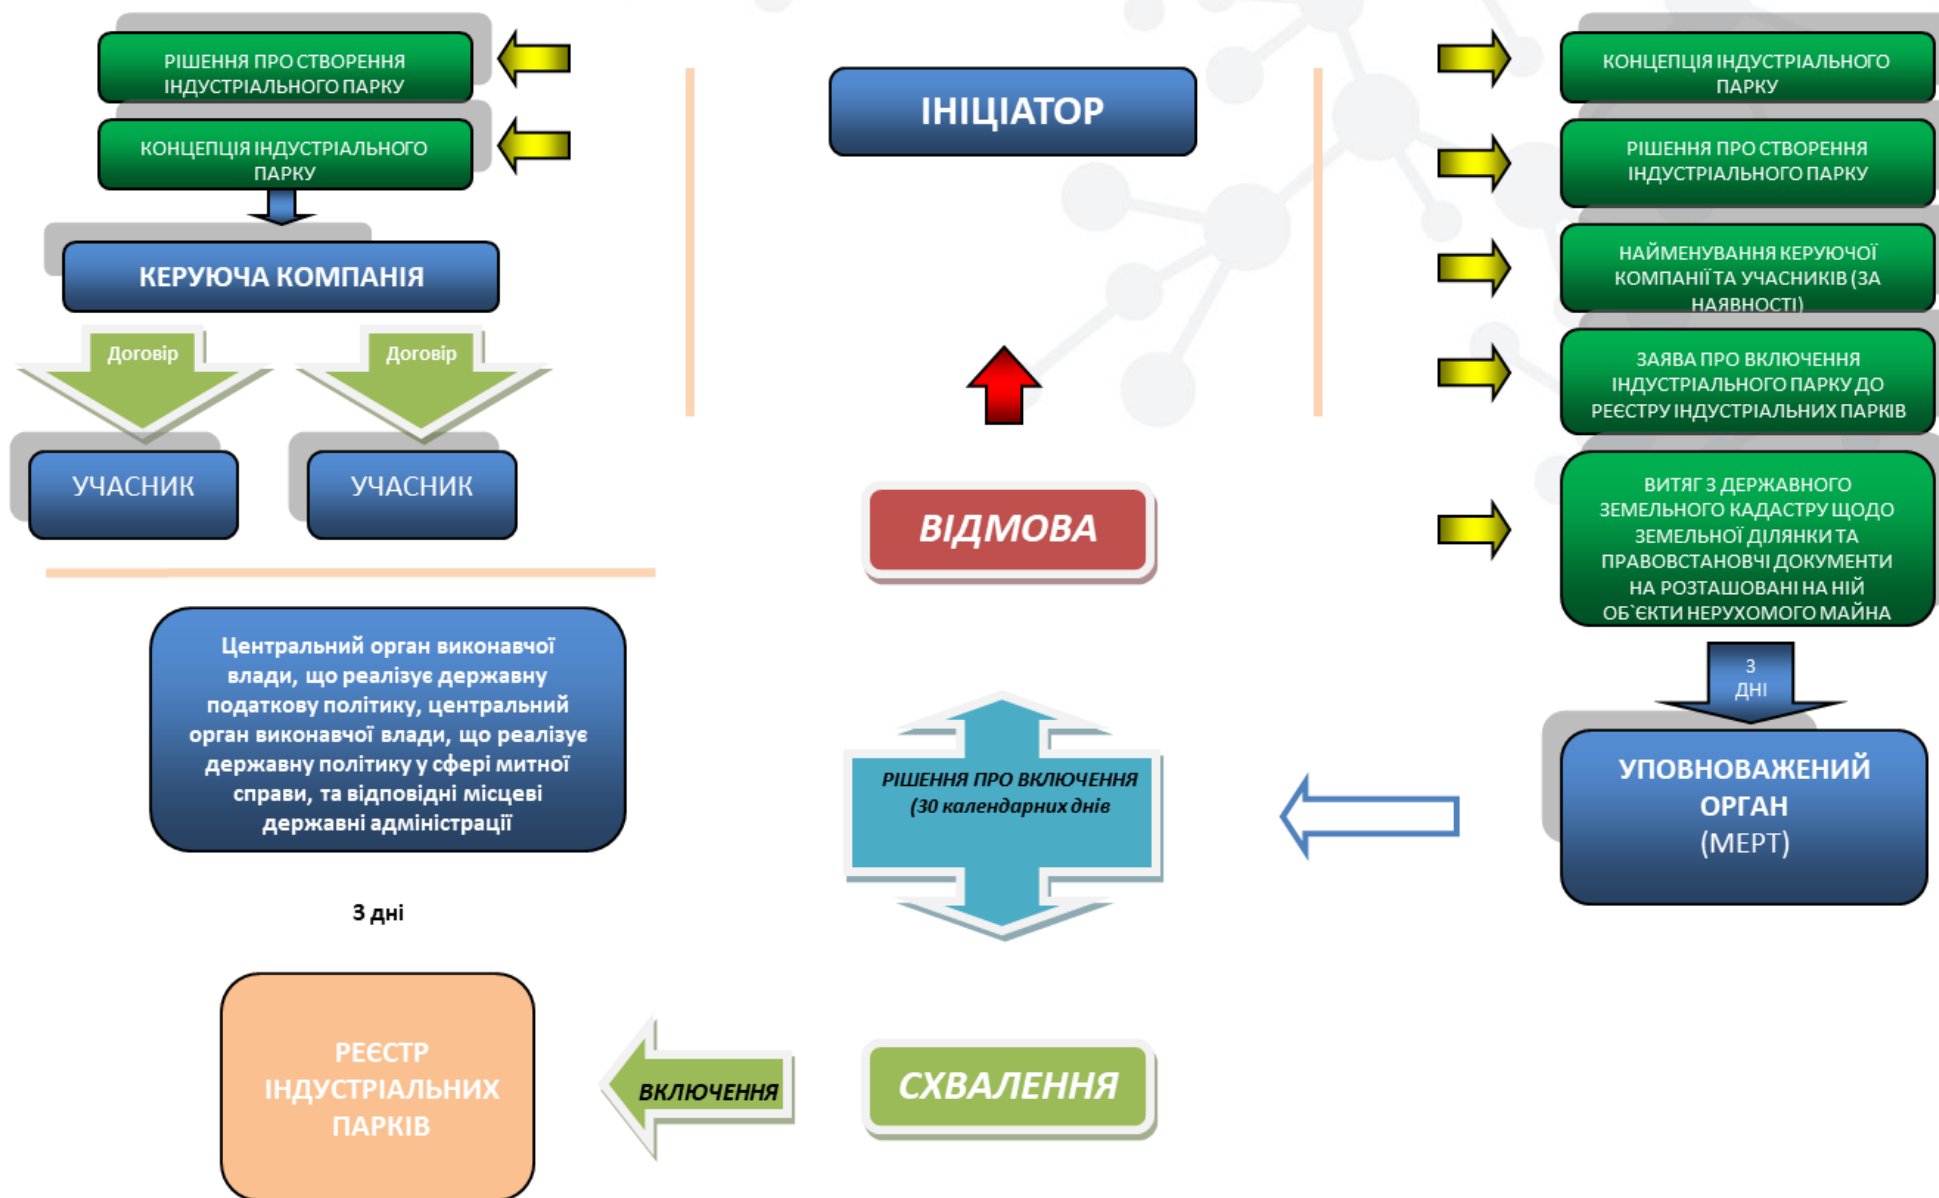 РІШЕННЯ ПРО СТВОРЕННЯ
ІНДУСТРІАЛЬНОГО ПАРКУ
КОНЦЕПЦІЯ ІНДУСТРІАЛЬНОГО
ПАРКУ
КЕРУЮЧА КОМПАНІЯ
Договір
Договір
УЧАСНИК
УЧАСНИК
ІНІЦІАТОР
КОНЦЕПЦІЯ ІНДУСТРІАЛЬНОГО
ПАРКУ
РІШЕННЯ ПРО СТВОРЕННЯ
ІНДУСТРІАЛЬНОГО ПАРКУ
НАЙМЕНУВАННЯ КЕРУЮЧОЇ
КОМПАНІЇ ТА УЧАСНИКІВ (ЗА
НАЯВНОСТІ)
ЗАЯВА ПРО ВКЛЮЧЕННЯ
ІНДУСТРІАЛЬНОГО ПАРКУ ДО
РЕЄСТРУ ІНДУСТРІАЛЬНИХ ПАРКІВ
ВИТЯГ З ДЕРЖАВНОГО
ЗЕМЕЛЬНОГО КАДАСТРУ ЩОДО
ЗЕМЕЛЬНОЇ ДІЛЯНКИ ТА
ПРАВОВСТАНОВЧІ ДОКУМЕНТИ
НА РОЗТАШОВАНІ НА НІЙ
ОБ`ЄКТИ НЕРУХОМОГО МАЙНА
3
ДНІ
УПОВНОВАЖЕНИЙ
ОРГАН
(МЕРТ)
ВІДМОВА
РІШЕННЯ ПРО ВКЛЮЧЕННЯ
(30 календарних днів
СХВАЛЕННЯ
ВКЛЮЧЕННЯ
Центральний орган виконавчої
влади, що реалізує державну
податкову політику, центральний
орган виконавчої влади, що реалізує
державну політику у сфері митної
справи, та відповідні місцеві
державні адміністрації
3 дні
РЕЄСТР
ІНДУСТРІАЛЬНИХ
ПАРКІВ